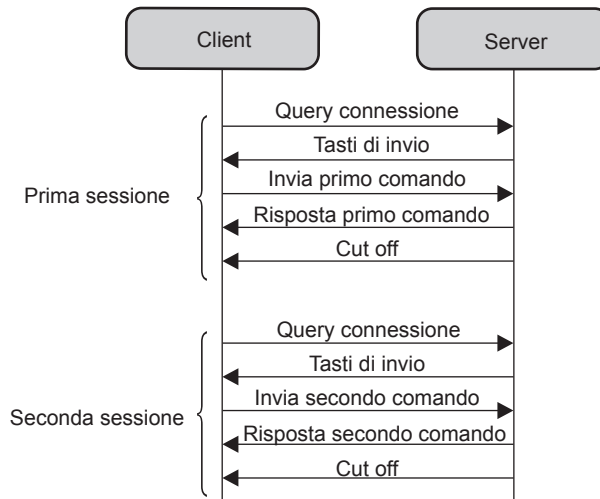 Client
Server
Query connessione
Tasti di invio
Invia primo comando
Prima sessione
Risposta primo comando
Cut off
Query connessione
Tasti di invio
Invia secondo comando
Seconda sessione
Risposta secondo comando
Cut off